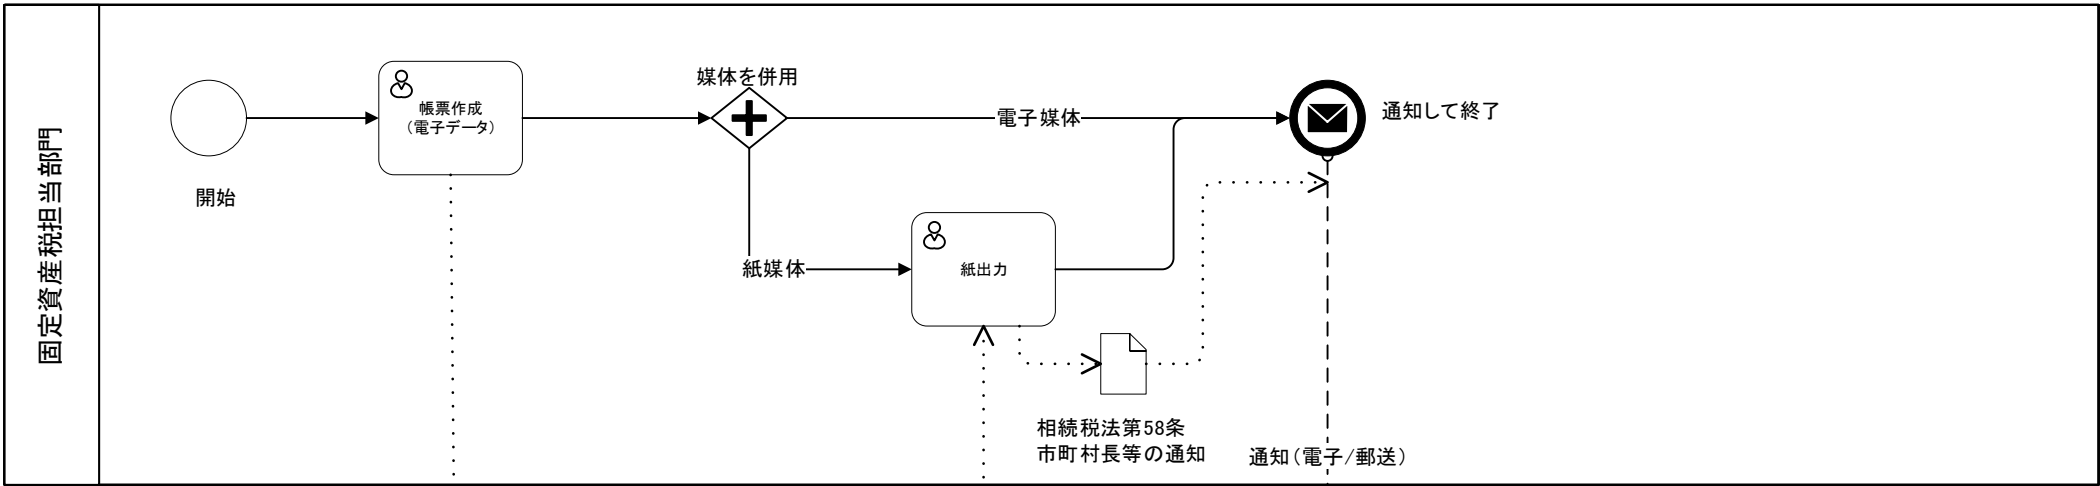 固定資産税担当部門
開始
帳票作成
（電子データ）
媒体を併用
電子媒体
通知して終了
紙媒体
紙出力
相続税法第58条
市町村長等の通知
通知（電子/郵送）